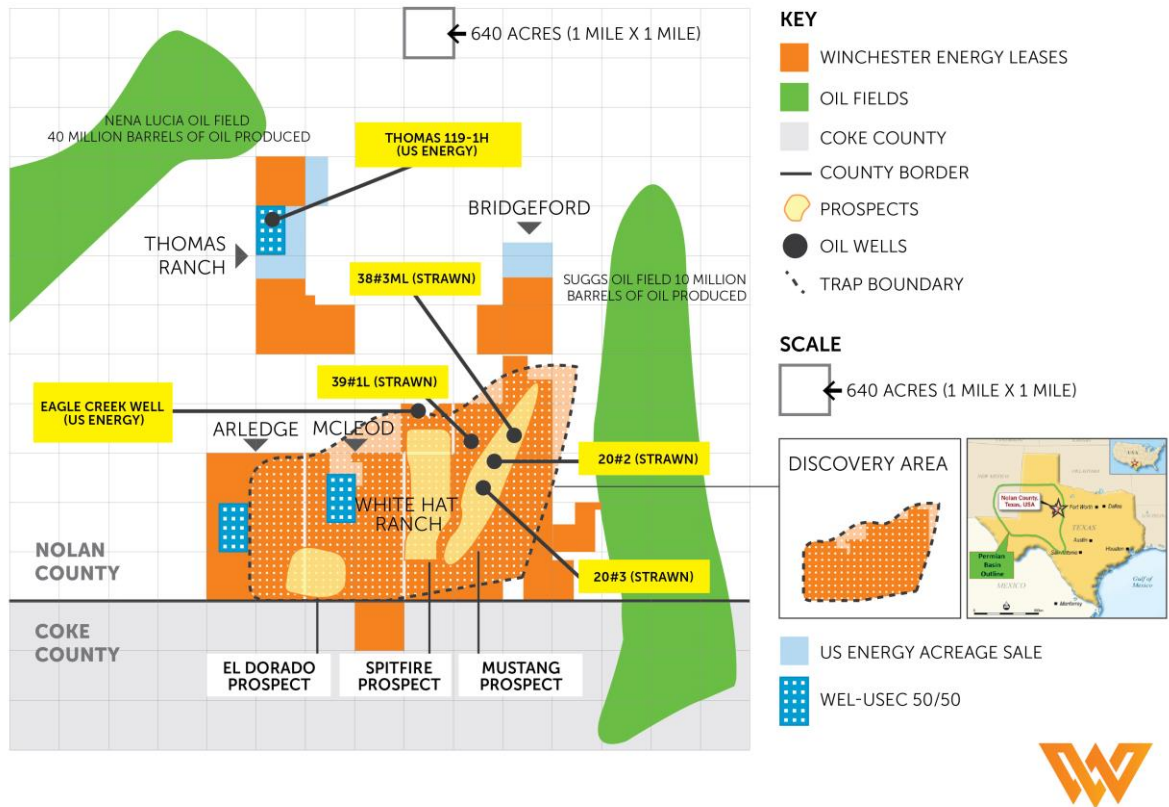 640 ACRES (1 MILE X 1 MILE)
NENA LUCIA OIL FIELD
40 MILLION BARRELS OF OIL PRODUCED
THOMAS 119-1H
(US ENERGY)
BRIDGEFORD
THOMAS
RANCH
38#3ML (STRAWN)
SUGGS OIL FIELD 10 MILLION
BARRELS OF OIL PRODUCED
39#1L (STRAWN)
EAGLE CREEK WELL
(US ENERGY)
ARLEDGE
MCLEOD
20#2 (STRAWN)
WHITE HAT
RANCH
NOLAN
COUNTY
20#3 (STRAWN)
COKE
COUNTY
EL DORADO
PROSPECT
SPITFIRE
PROSPECT
MUSTANG
PROSPECT
KEY
WINCHESTER ENERGY LEASES
OIL FIELDS
COKE COUNTY
COUNTY BORDER
PROSPECTS
OIL WELLS
TRAP BOUNDARY
SCALE
640 ACRES (1 MILE X 1 MILE)
DISCOVERY AREA
Nolan County,
Texas, USA
Fort Worth
Dallas
TEXAS
Austin
Houston
Permian
Basin
Outline
MEXICO
Gulf of
Mexico
Monterrey
US ENERGY ACREAGE SALE
WEL-USEC 50/50